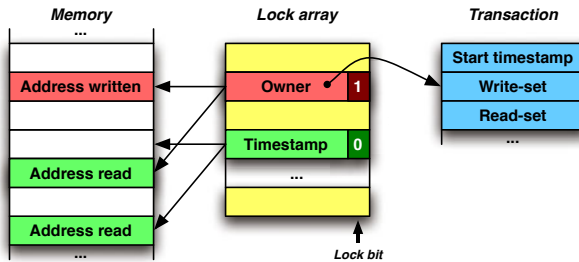 Memory
...
Address written
Address read
Address read
...
Lock array
Owner 1
Timestamp 0
...
Lock bit
Transaction
Start timestamp
Write-set
Read-set
...